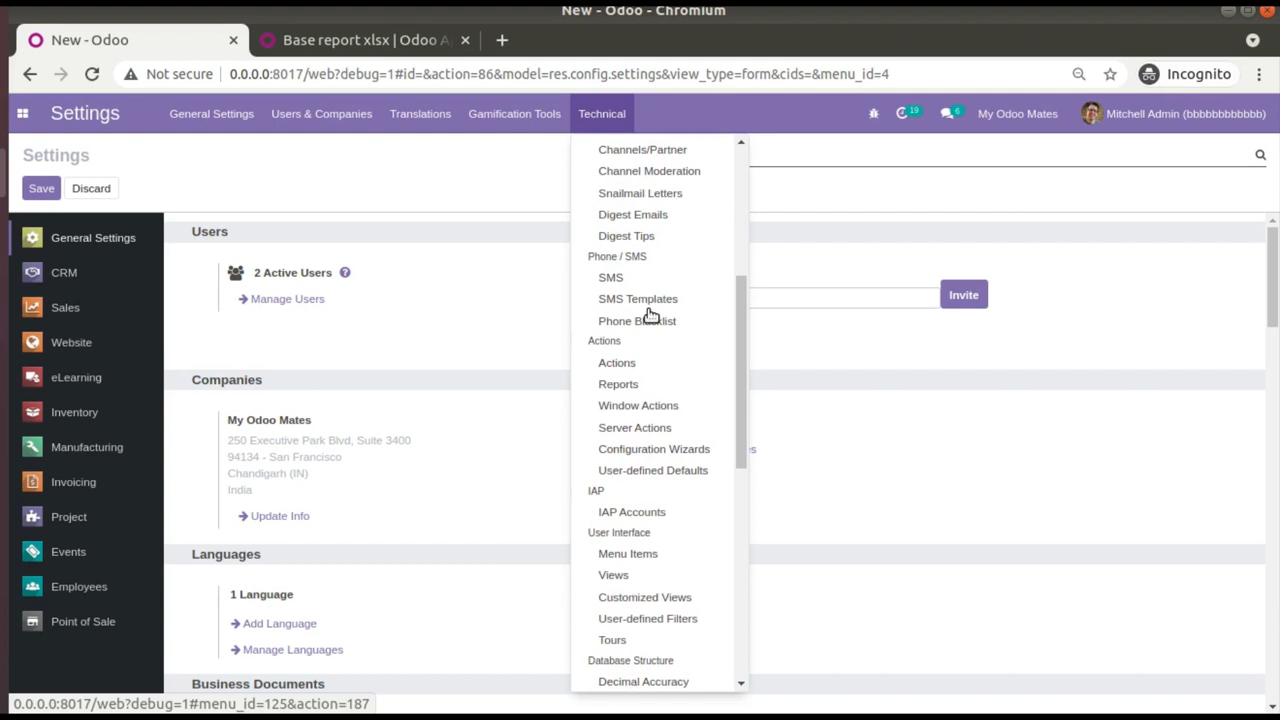 New - Odoo - Chromium
New - Odoo
Base report xlsx | Odoo A
Not secure
0.0.0.0:8017/web?debug=1#id=&action=86&model=res.config.settings&view_type=form&cids=&menu_id=4
Incognito
Settings
General Settings
Users & Companies
Translations
Gamification Tools
Technical
19
6
My Odoo Mates
Mitchell Admin (bbbbbbbbbbbb)
Settings
Save
Discard
General Settings
CRM
Sales
Website
eLearning
Inventory
Manufacturing
Invoicing
Project
Events
Employees
Point of Sale
Users
2 Active Users
Manage Users
Invite
Companies
My Odoo Mates
250 Executive Park Blvd, Suite 3400
94134 - San Francisco
Chandigarh (IN)
India
Update Info
Languages
1 Language
Add Language
Manage Languages
Business Documents
Channels/Partner
Channel Moderation
Snailmail Letters
Digest Emails
Digest Tips
Phone / SMS
SMS
SMS Templates
Phone Blacklist
Actions
Actions
Reports
Window Actions
Server Actions
Configuration Wizards
User-defined Defaults
IAP
IAP Accounts
User Interface
Menu Items
Views
Customized Views
User-defined Filters
Tours
Database Structure
Decimal Accuracy
0.0.0.0:8017/web?debug=1#menu_id=125&action=187